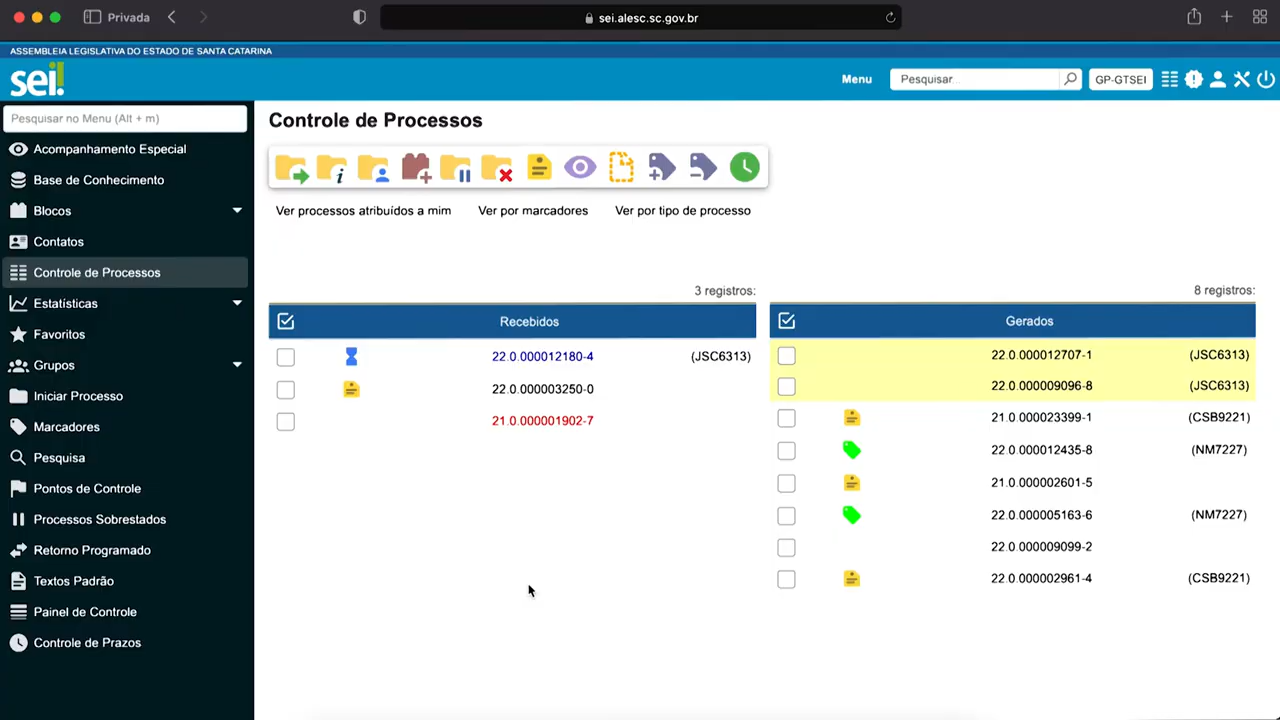 Privada
sei.alesc.sc.gov.br
ASSEMBLEIA LEGISLATIVA DO ESTADO DE SANTA CATARINA
sei!
Menu
Pesquisar...
GP-GTSEI
Pesquisar no Menu (Alt + m)
Acompanhamento Especial
Base de Conhecimento
Blocos
Contatos
Controle de Processos
Estatísticas
Favoritos
Grupos
Iniciar Processo
Marcadores
Pesquisa
Pontos de Controle
Processos Sobrestados
Retorno Programado
Textos Padrão
Painel de Controle
Controle de Prazos
Controle de Processos
Ver processos atribuídos a mim
Ver por marcadores
Ver por tipo de processo
3 registros:
Recebidos
22.0.000012180-4 (JSC6313)
22.0.000003250-0
21.0.000001902-7
8 registros:
Gerados
22.0.000012707-1 (JSC6313)
22.0.000009096-8 (JSC6313)
21.0.000023399-1 (CSB9221)
22.0.000012435-8 (NM7227)
21.0.000002601-5
22.0.000005163-6 (NM7227)
22.0.000009099-2
22.0.000002961-4 (CSB9221)